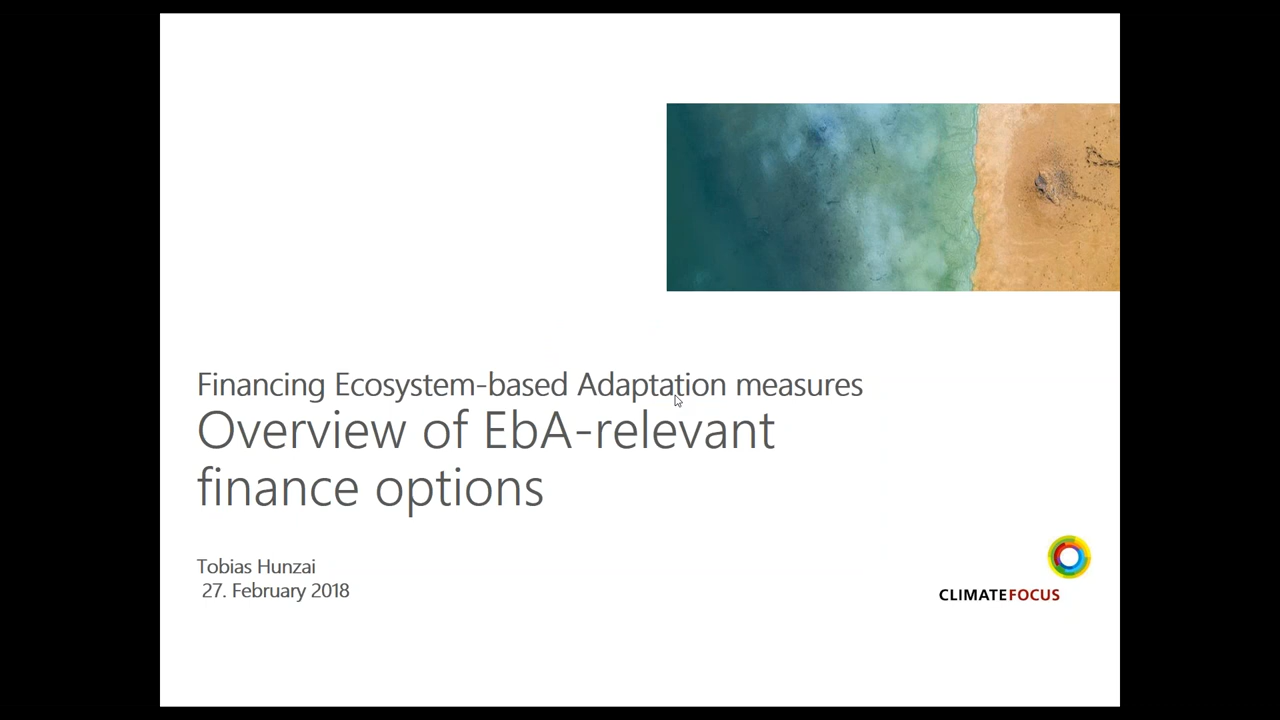 Financing Ecosystem-based Adaptation measures
Overview of EbA-relevant
finance options
Tobias Hunzai
27. February 2018
CLIMATEFOCUS